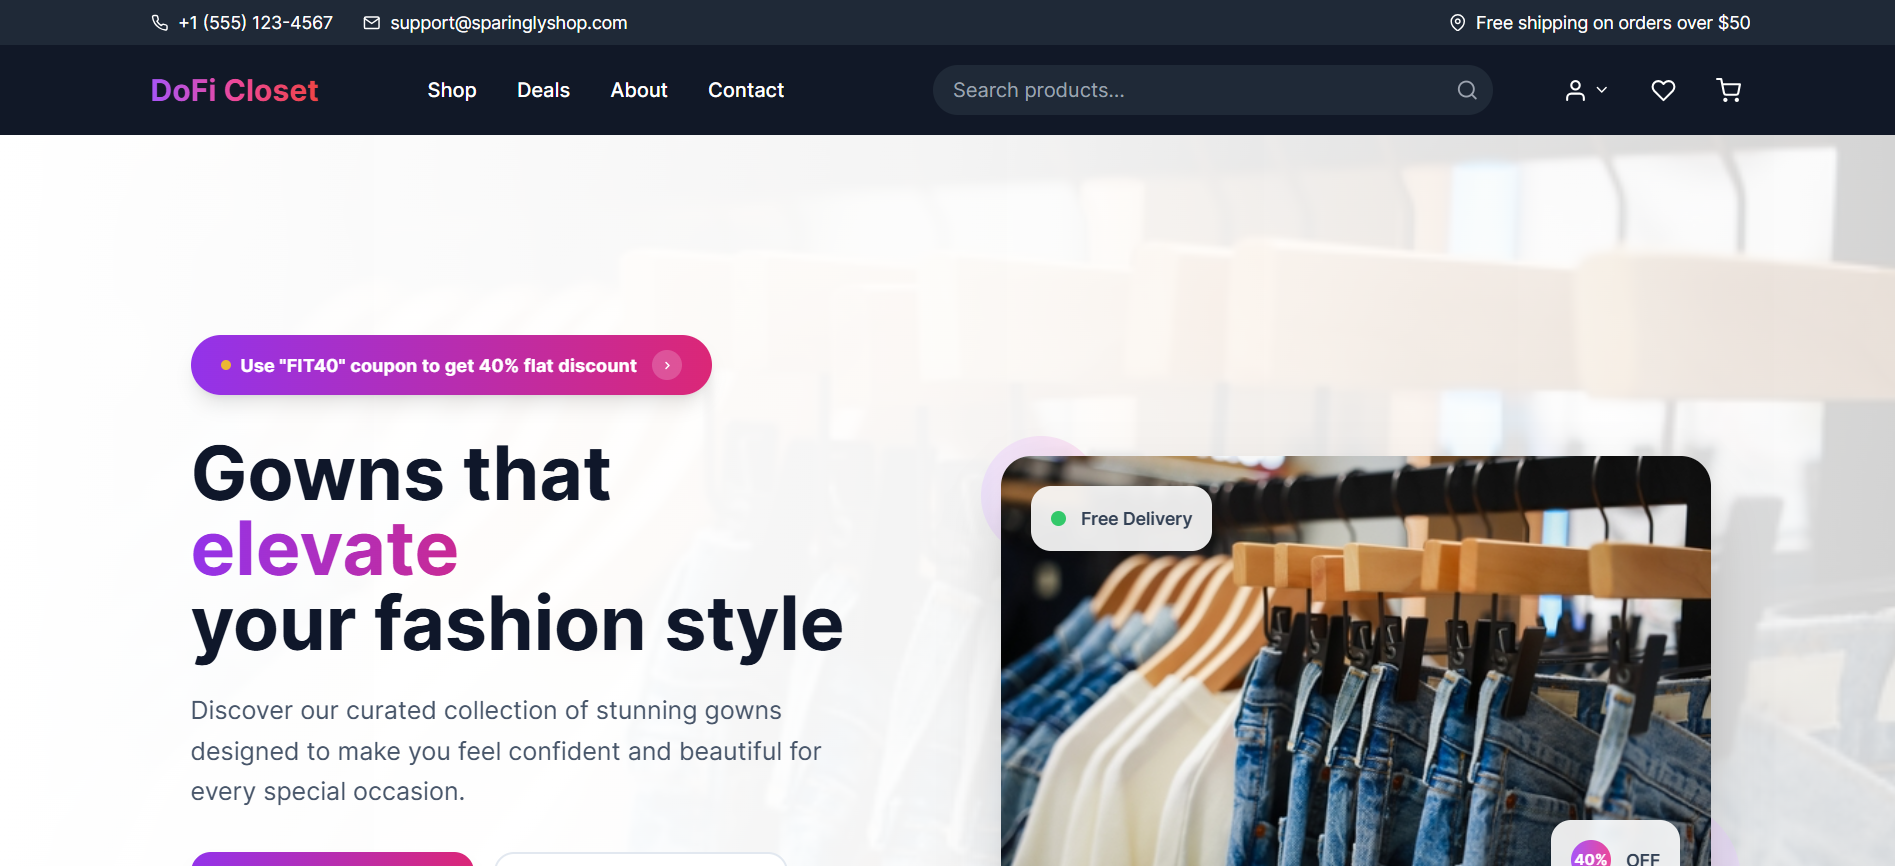 +1 (555) 123-4567
support@sparinglyshop.com
Free shipping on orders over $50
DoFi Closet
Shop
Deals
About
Contact
Search products...
Use "FIT40" coupon to get 40% flat discount
Gowns that
elevate
your fashion style
Free Delivery
Discover our curated collection of stunning gowns
designed to make you feel confident and beautiful for
every special occasion.
40%
OFF